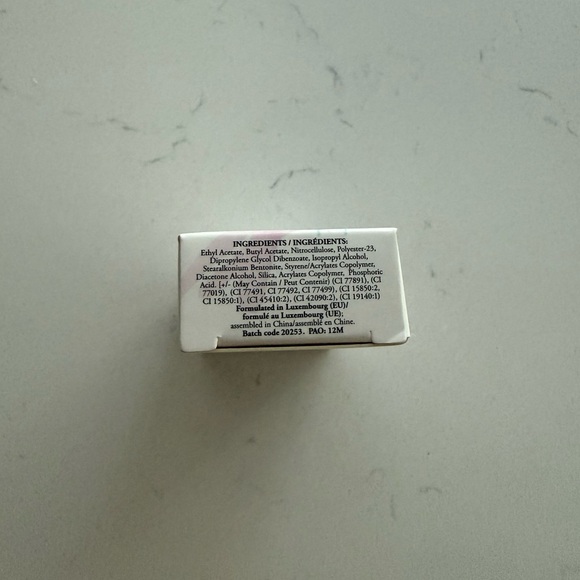 INGREDIENTS / INGRÉDIENTS:
Ethyl Acetate, Butyl Acetate, Nitrocellulose, Polyester-23,
Dipropylene Glycol Dibenzoate, Isopropyl Alcohol,
Stearalkonium Bentonite, Styrene/Acrylates Copolymer,
Diacetone Alcohol, Silica, Acrylates Copolymer, Phosphoric
Acid. [+/- (May Contain / Peut Contenir) (CI 77891), (CI
77019), (CI 77491, CI 77492, CI 77499), (CI 15850:2,
CI 15850:1), (CI 45410:2), (CI 42090:2), (CI 19140:1)
Formulated in Luxembourg (EU)/
formulé au Luxembourg (UE);
assembled in China/assemblé en Chine.
Batch code 20253. PAO: 12M